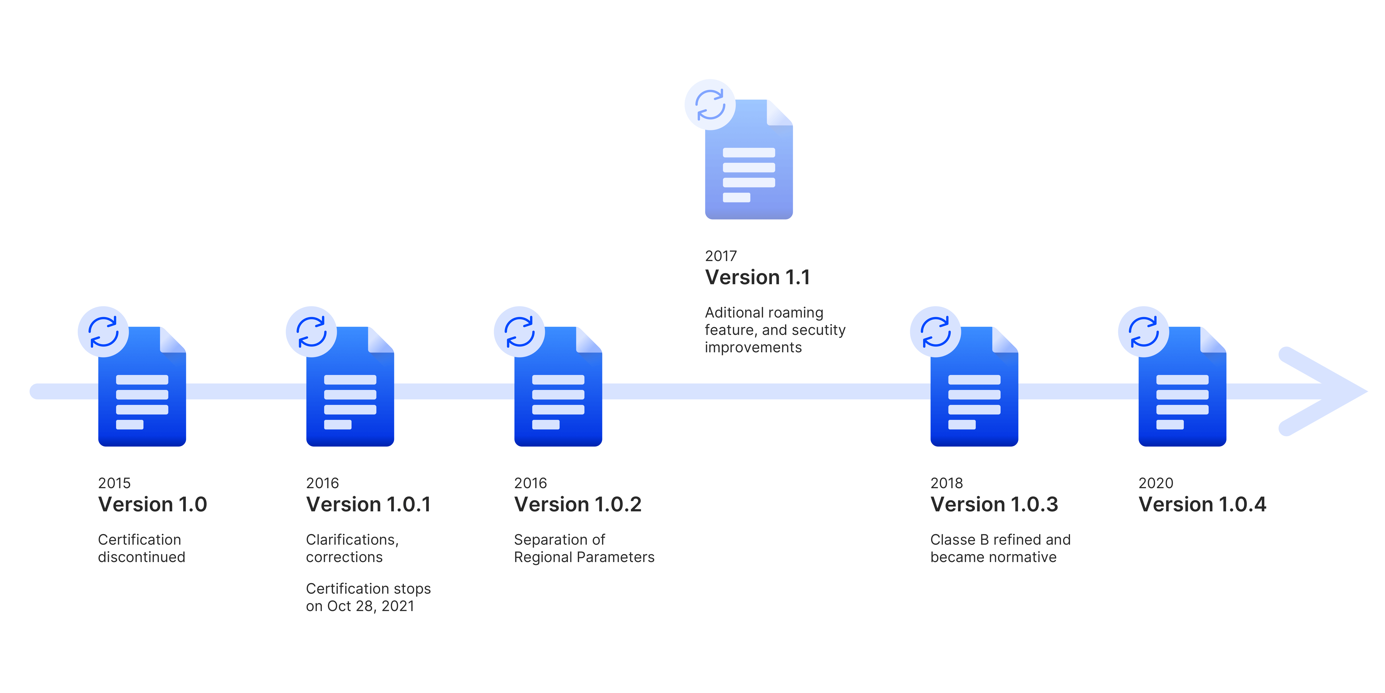 2017
Version 1.1
Aditional roaming
feature, and secutity
improvements
2015
Version 1.0
Certification
discontinued
2016
Version 1.0.1
Clarifications,
corrections
Certification stops
on Oct 28, 2021
2016
Version 1.0.2
Separation of
Regional Parameters
2018
Version 1.0.3
Classe B refined and
became normative
2020
Version 1.0.4